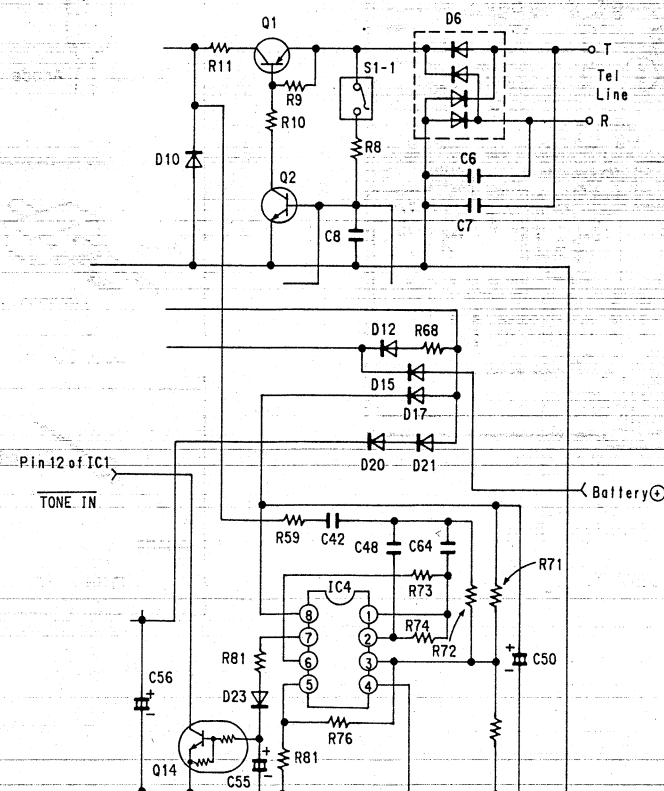 Q1
D6
T
R11
S1-1
Tel
Line
R9
R
R10
R8
D10
C6
Q2
C7
C8
D12 R68
D15
D17
D20 D21
Pin 12 of IC1
TONE IN
Battery +
R59 C42 C48 C64
R71
R73
IC4
8 1
R74
7 2
R72
R81
6 3
C50
+
-
5 4
C56
+
-
D23
R76
R81
Q14
C55
+
-